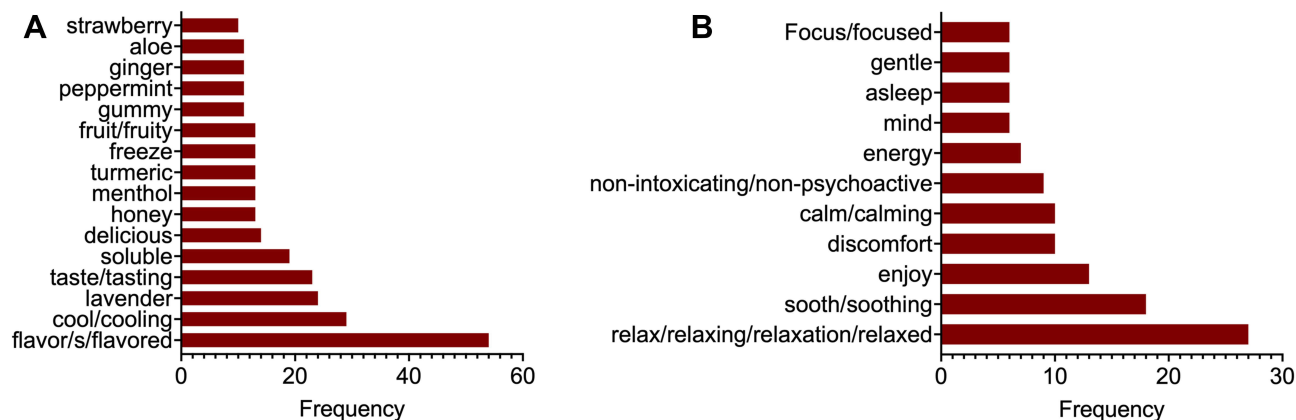 A
strawberry
aloe
ginger
peppermint
gummy
fruit/fruity
freeze
turmeric
menthol
honey
delicious
soluble
taste/tasting
lavender
cool/cooling
flavor/s/flavored
0 20 40 60
Frequency
B
Focus/focused
gentle
asleep
mind
energy
non-intoxicating/non-psychoactive
calm/calming
discomfort
enjoy
sooth/soothing
relax/relaxing/relaxation/relaxed
0 10 20 30
Frequency